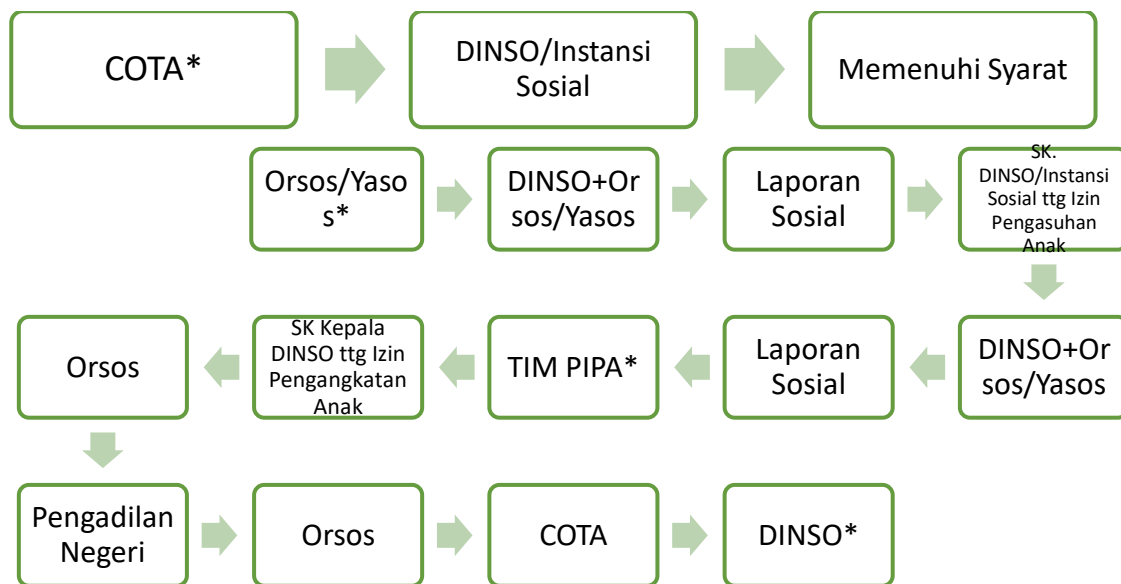 COTA*
DINSO/Instansi
Sosial
Memenuhi Syarat
Orsos/Yaso
s*
DINSO+Or
sos/Yasos
Laporan
Sosial
SK.
DINSO/Instansi
Sosial ttg Izin
Pengasuhan
Anak
Orsos
SK Kepala
DINSO ttg Izin
Pengangkatan
Anak
TIM PIPA*
Laporan
Sosial
DINSO+Or
sos/Yasos
Pengadilan
Negeri
Orsos
COTA
DINSO*